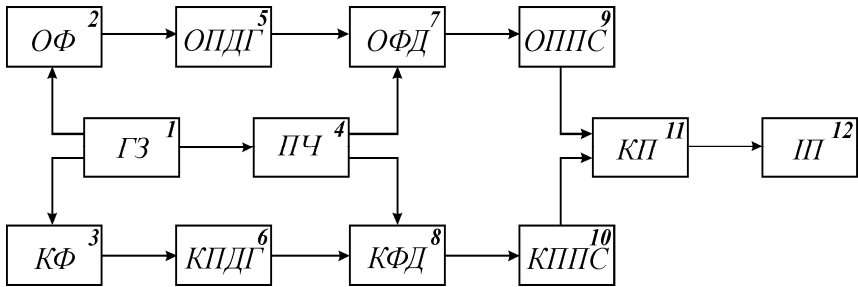 2 5 7 9
ОФ ОПДГ ОФД ОППС
1 4 11 12
ГЗ ПЧ КП ІП
3 6 8 10
КФ КПДГ КФД КППС